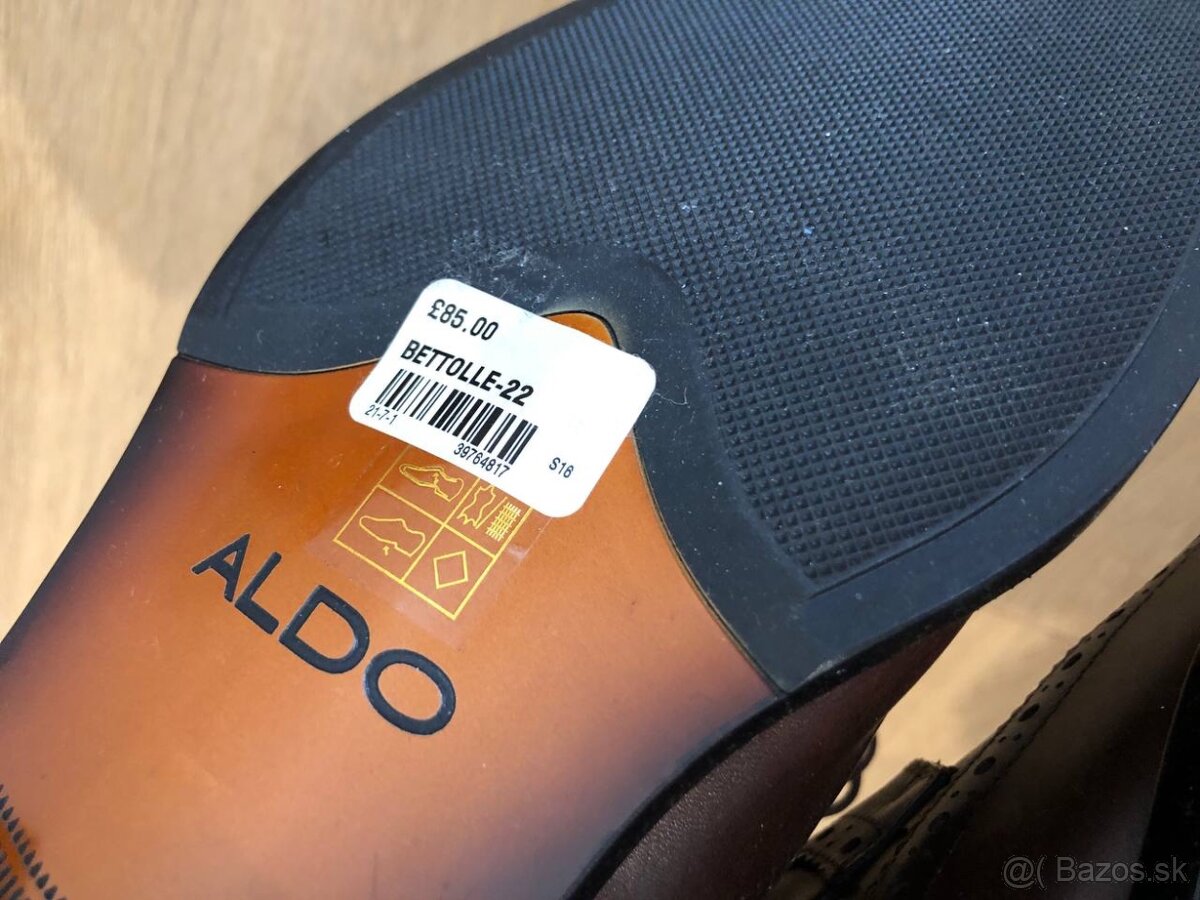 £85.00
BETTOLLE-22
21-7-1
39764817
S16
ALDO
@( Bazos.sk